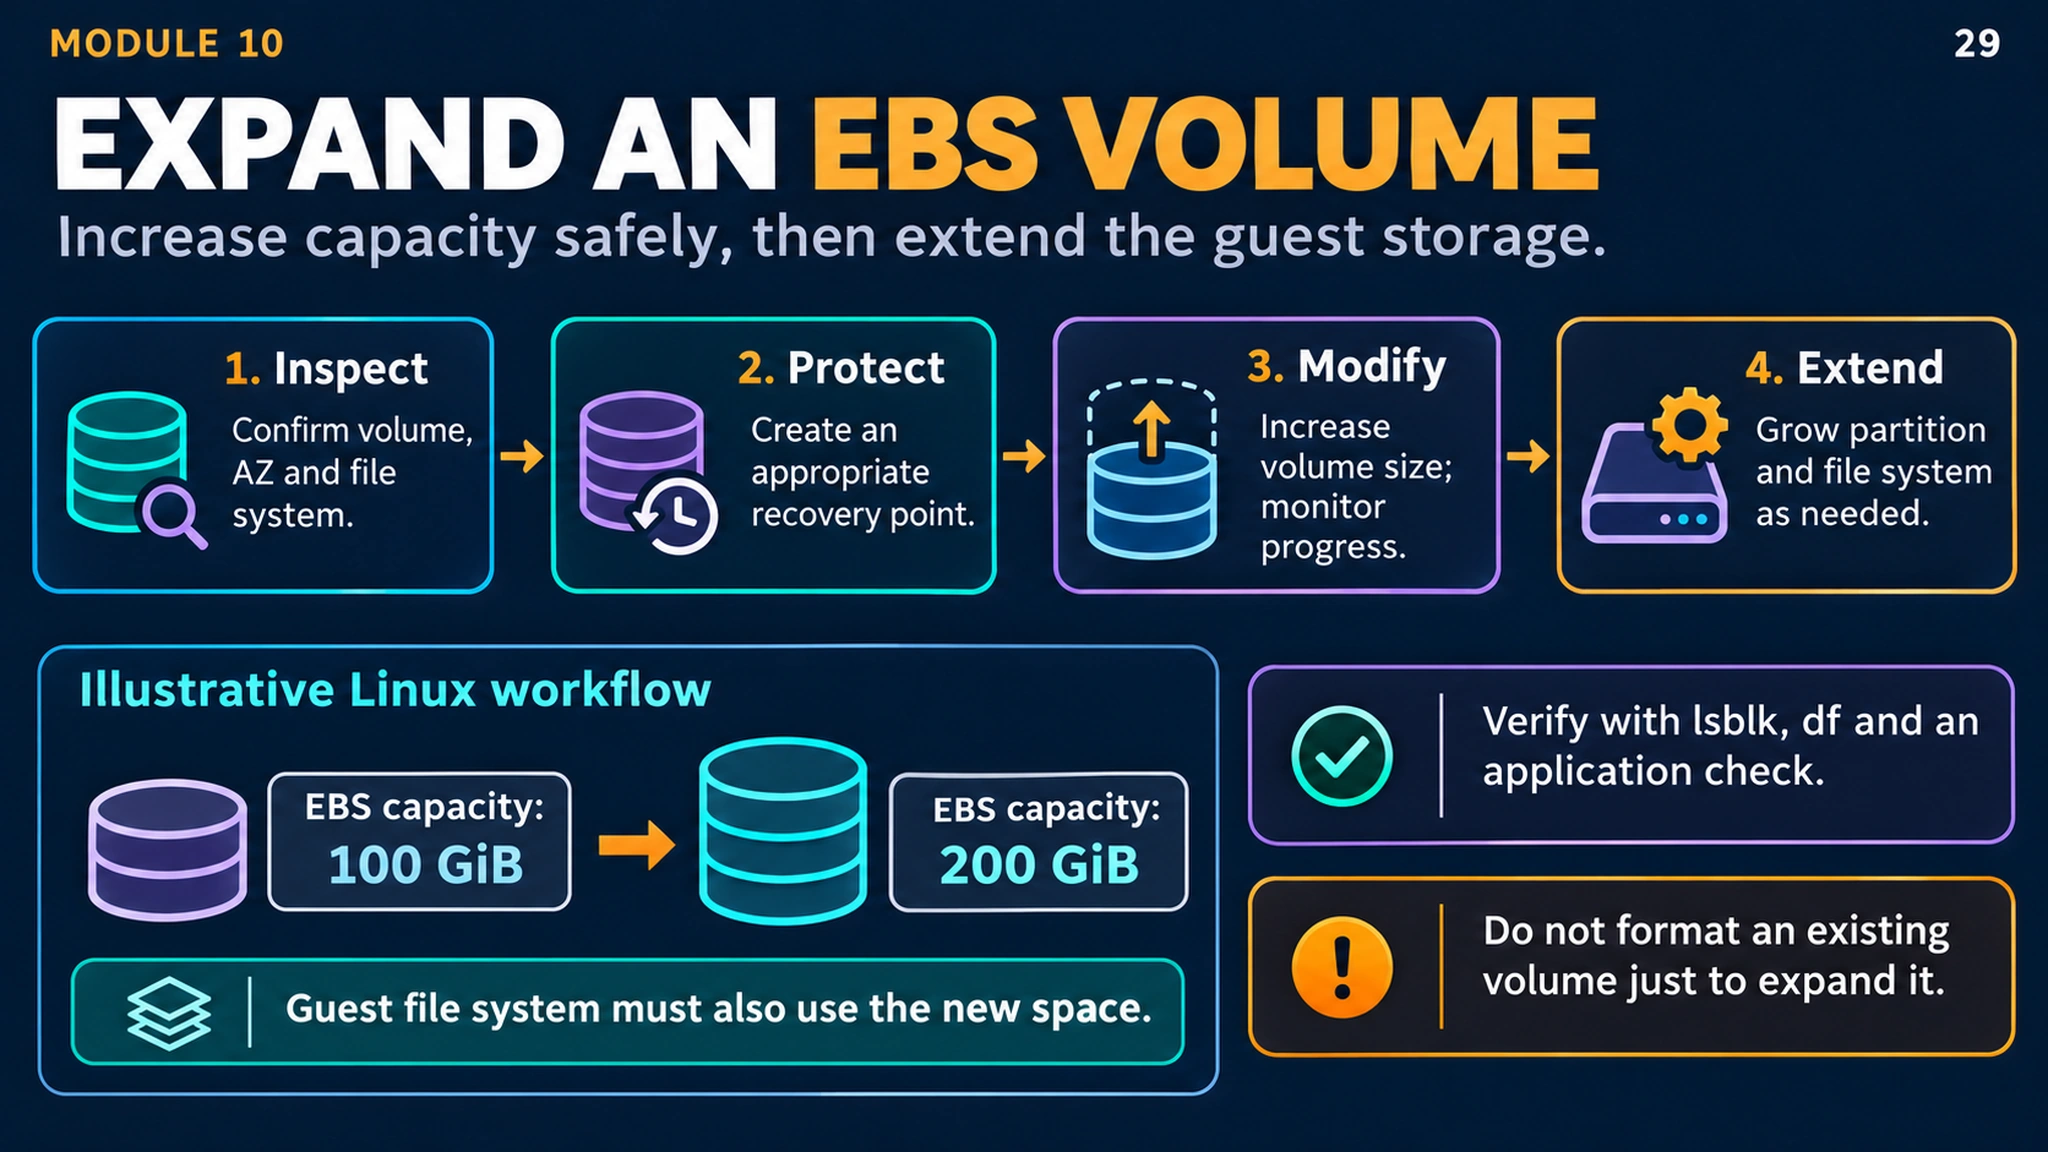 MODULE 10
29
EXPAND AN EBS VOLUME
Increase capacity safely, then extend the guest storage.
1. Inspect
Confirm volume,
AZ and file
system.
2. Protect
Create an
appropriate
recovery point.
3. Modify
Increase
volume size;
monitor
progress.
4. Extend
Grow partition
and file system
as needed.
Illustrative Linux workflow
EBS capacity:
100 GiB
EBS capacity:
200 GiB
Guest file system must also use the new space.
Verify with lsblk, df and an
application check.
Do not format an existing
volume just to expand it.